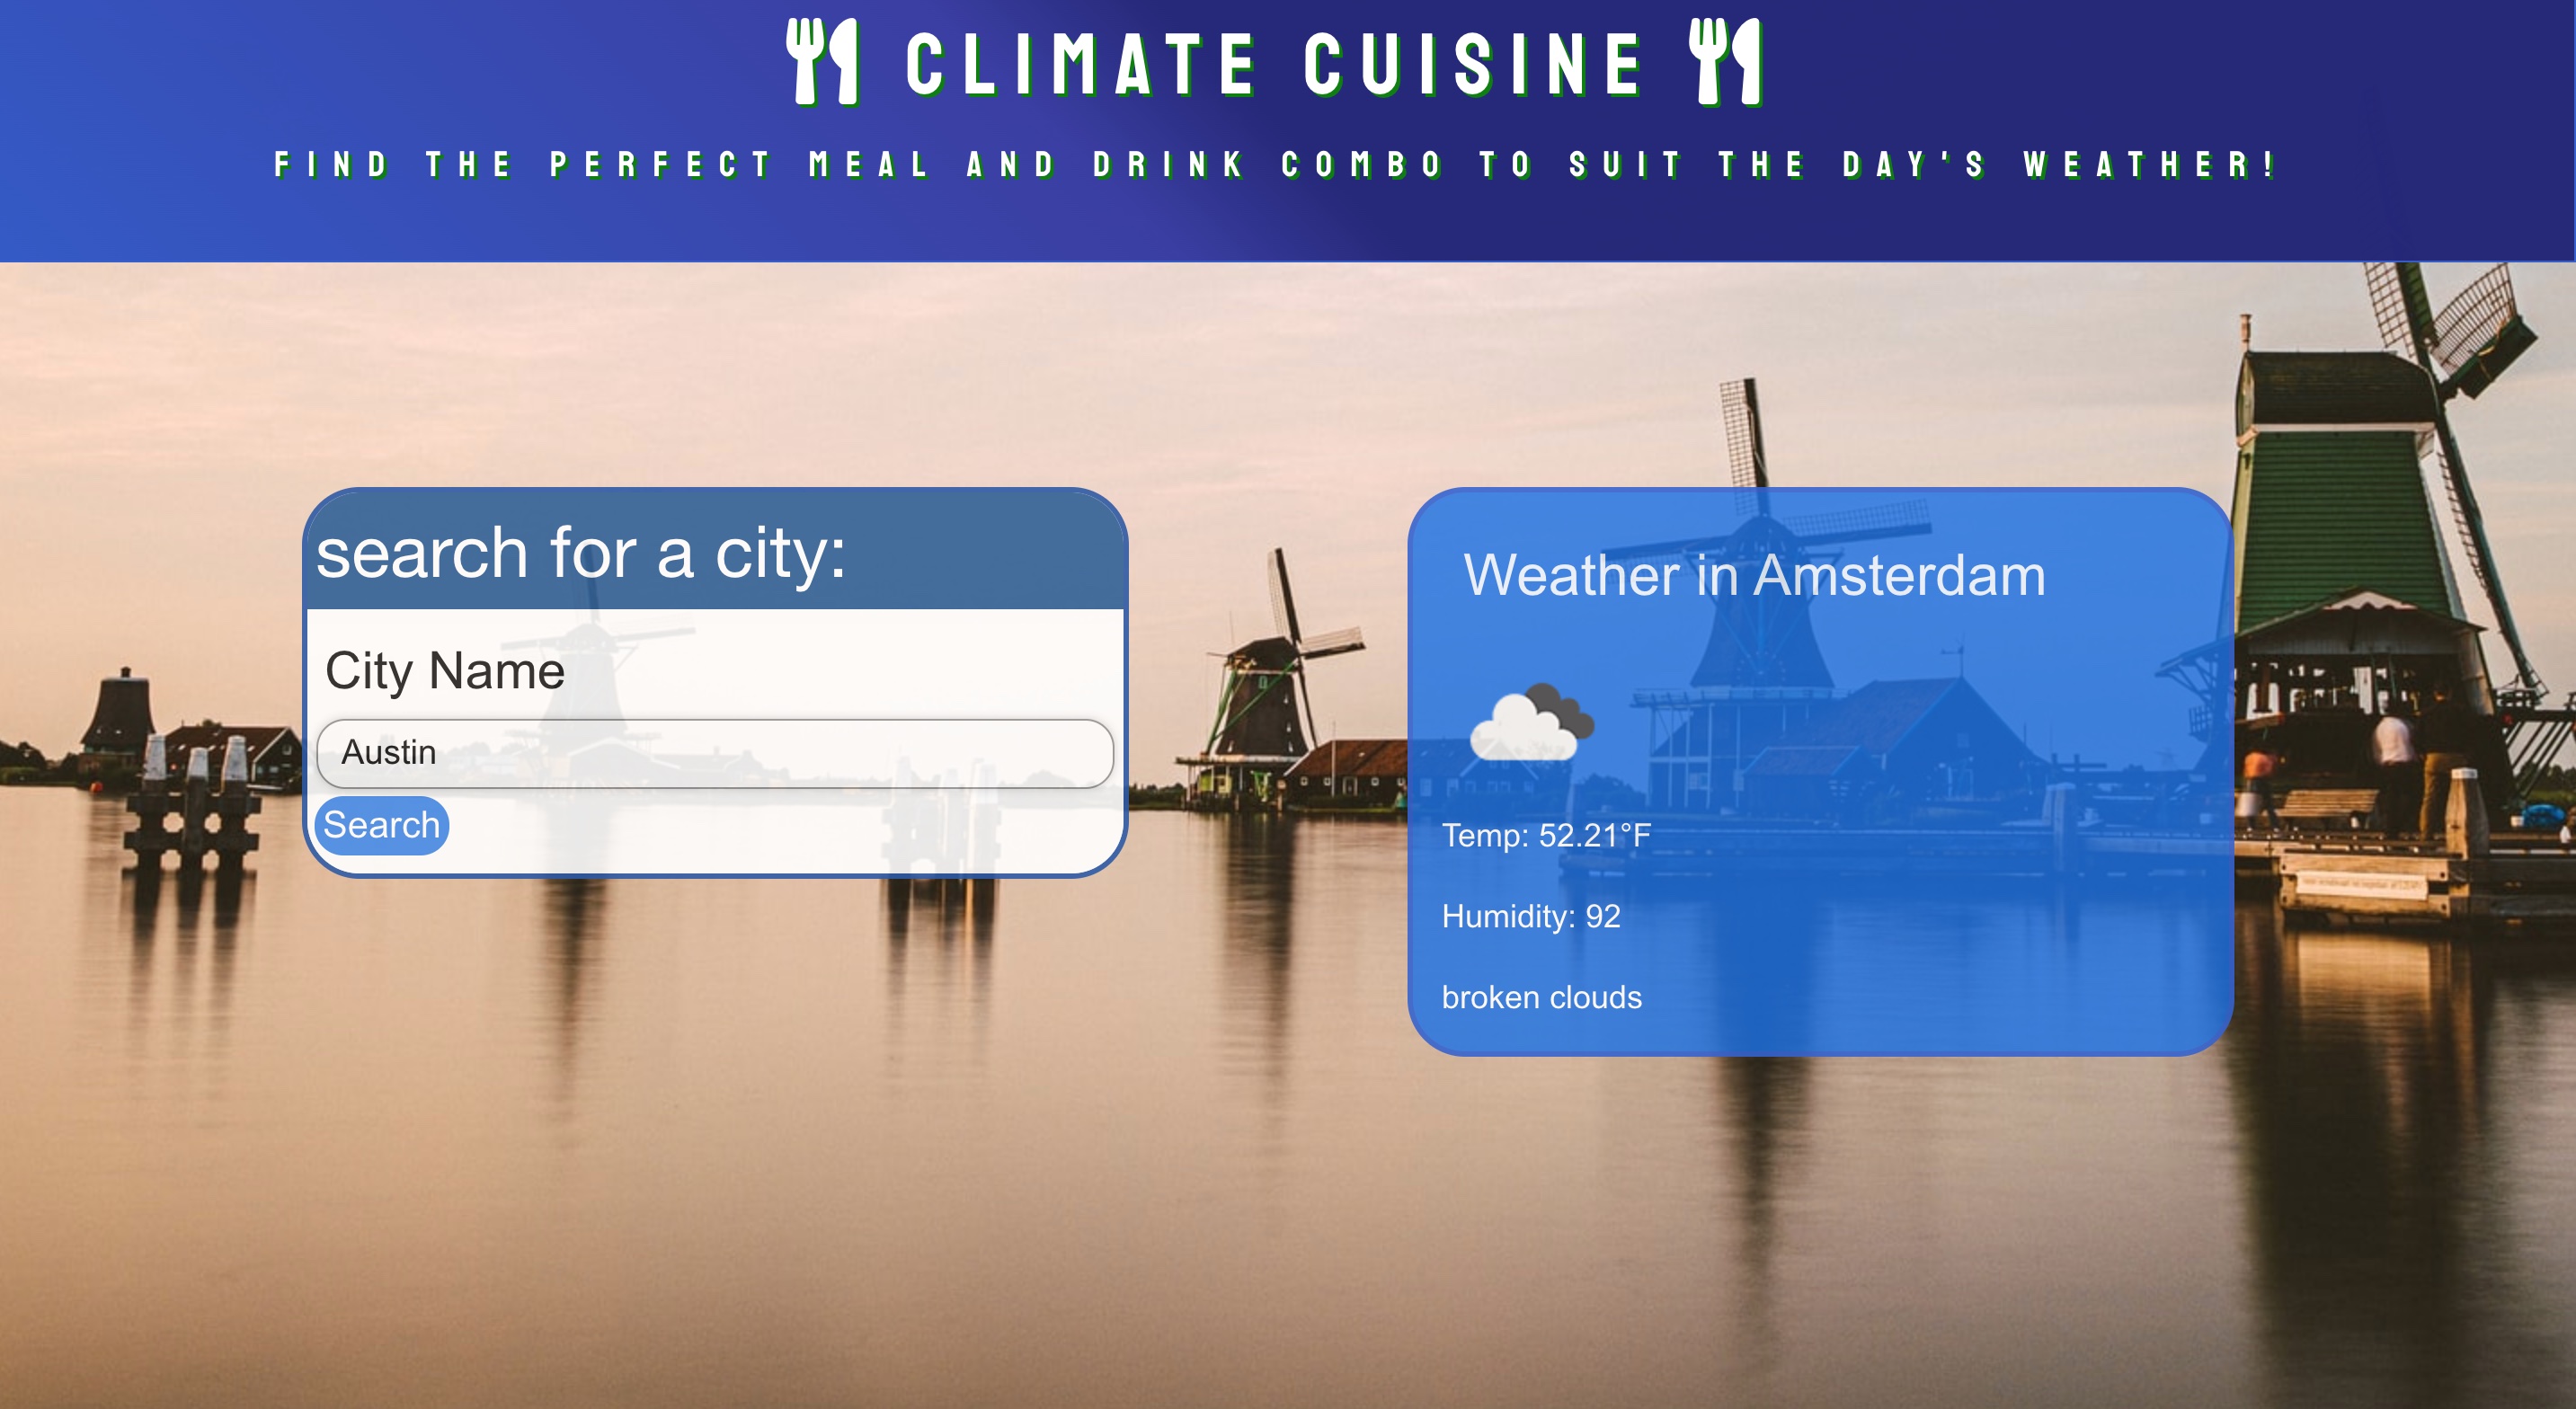 CLIMATE CUISINE
FIND THE PERFECT MEAL AND DRINK COMBO TO SUIT THE DAY'S WEATHER!
search for a city:
City Name
Austin
Search
Weather in Amsterdam
Temp: 52.21°F
Humidity: 92
broken clouds